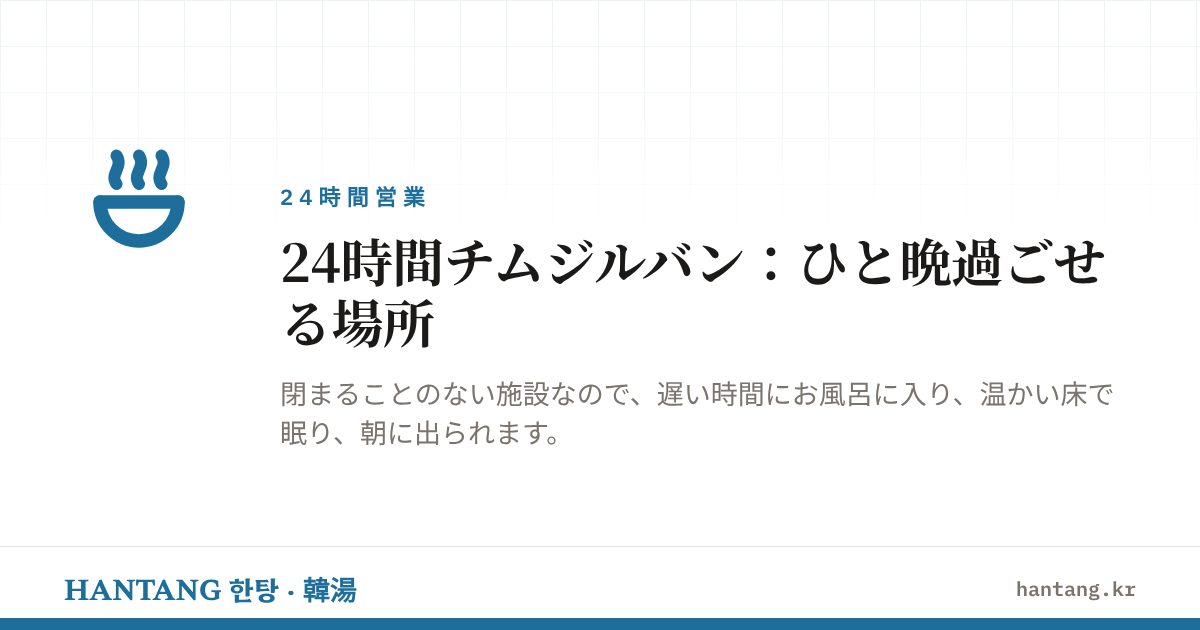 24時間営業
24時間チムジルバン：ひと晩過ごせ
る場所
閉まることのない施設なので、遅い時間にお風呂に入り、温かい床で
眠り、朝に出られます。
HANTANG 한탕 · 韓湯
hantang.kr